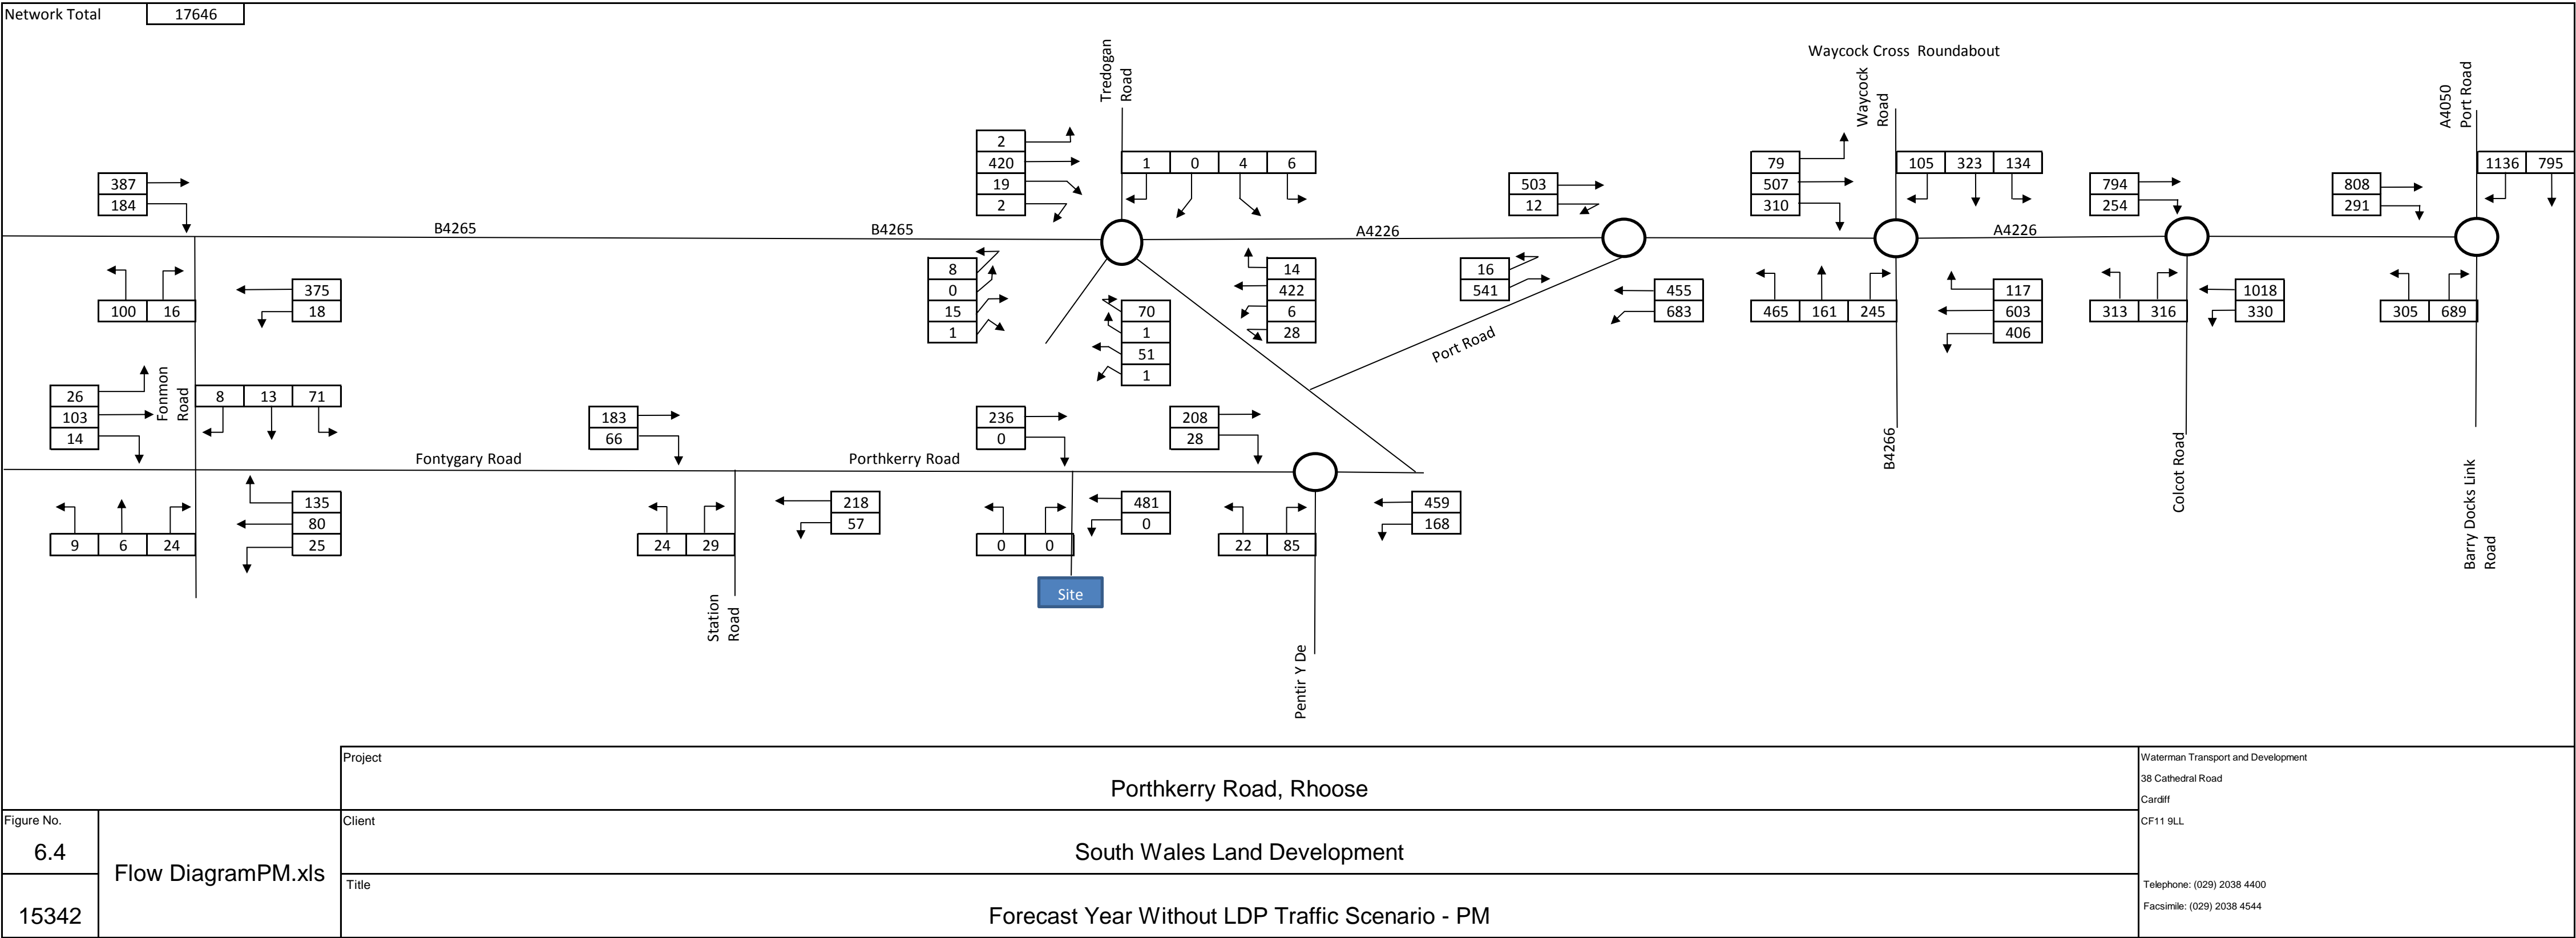 Network Total 17646
Waycock Cross Roundabout
Tredogan
Road
Waycock
Road
A4050
Port Road
2
420
19
2
1 0 4 6
79
507
310
105 323 134
1136 795
387
184
503
12
794
254
808
291
B4265
B4265
A4226
A4226
8
0
15
1
14
422
6
28
16
541
100 16
375
18
70
1
51
1
455
683
465 161 245
117
603
406
313 316
1018
330
305 689
Port Road
26
103
14
Fonmon
Road
8 13 71
183
66
236
0
208
28
Fontygary Road
Porthkerry Road
B4266
Colcot Road
Barry Docks Link
Road
9 6 24
135
80
25
24 29
218
57
0 0
481
0
22 85
459
168
Site
Station
Road
Pentir Y De
Project
Porthkerry Road, Rhoose
Waterman Transport and Development
38 Cathedral Road
Cardiff
CF11 9LL
Figure No.
6.4
Flow DiagramPM.xls
Client
South Wales Land Development
15342
Title
Forecast Year Without LDP Traffic Scenario - PM
Telephone: (029) 2038 4400
Facsimile: (029) 2038 4544